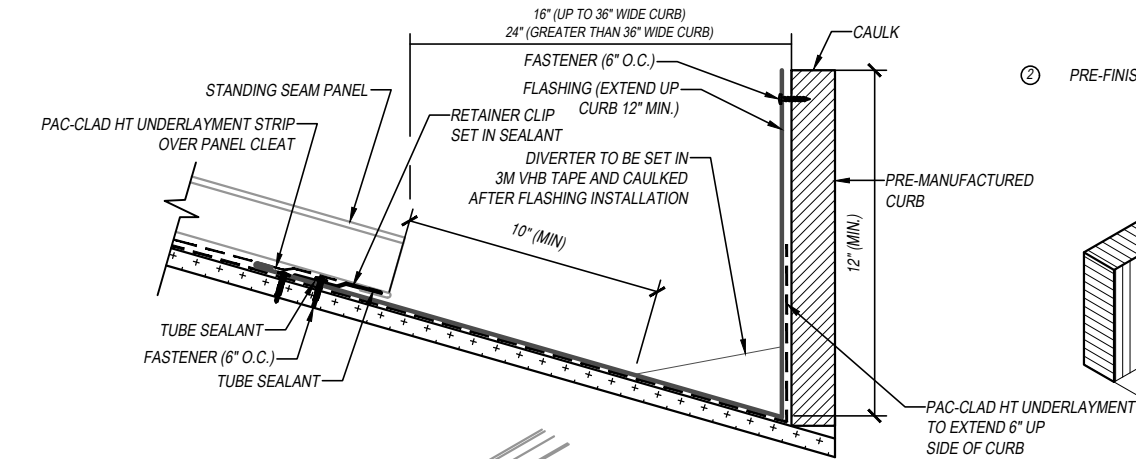 16" (UP TO 36" WIDE CURB)
24" (GREATER THAN 36" WIDE CURB)
CAULK
FASTENER (6" O.C.)
② PRE-FINIS
STANDING SEAM PANEL
FLASHING (EXTEND UP
CURB 12" MIN.)
PAC-CLAD HT UNDERLAYMENT STRIP
OVER PANEL CLEAT
RETAINER CLIP
SET IN SEALANT
DIVERTER TO BE SET IN
3M VHB TAPE AND CAULKED
AFTER FLASHING INSTALLATION
PRE-MANUFACTURED
CURB
10" (MIN)
12" (MIN.)
TUBE SEALANT
FASTENER (6" O.C.)
TUBE SEALANT
PAC-CLAD HT UNDERLAYMENT
TO EXTEND 6" UP
SIDE OF CURB